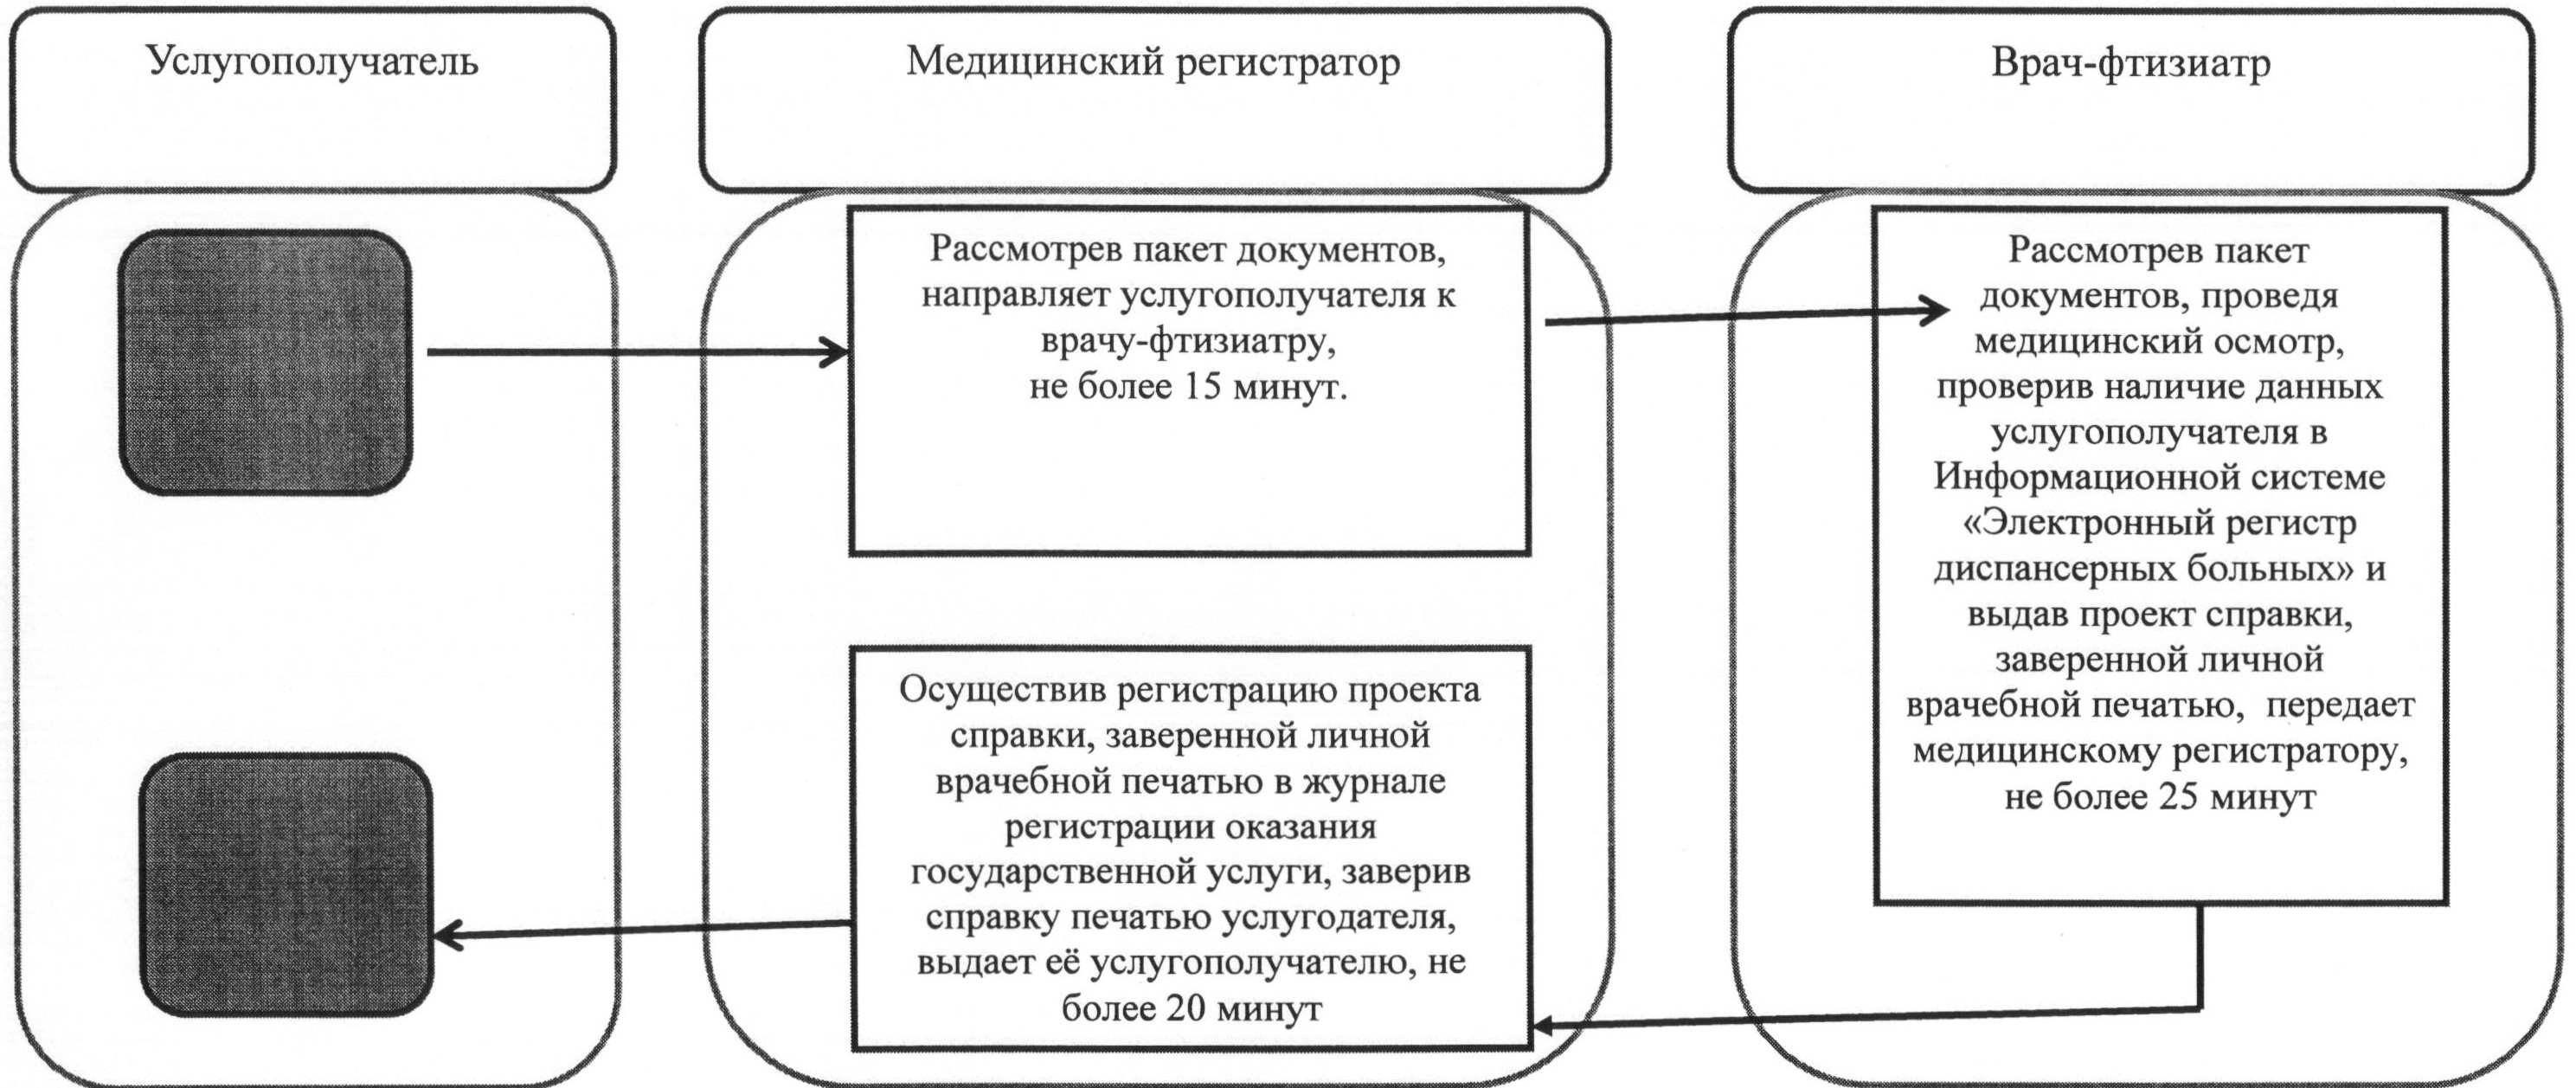 Услугополучатель
Медицинский регистратор
Врач-фтизиатр
Рассмотрев пакет документов,
направляет услугополучателя к
врачу-фтизиатру,
не более 15 минут.
Рассмотрев пакет
документов, проведя
медицинский осмотр,
проверив наличие данных
услугополучателя в
Информационной системе
«Электронный регистр
диспансерных больных» и
выдав проект справки,
заверенной личной
врачебной печатью, передает
медицинскому регистратору,
не более 25 минут
Осуществив регистрацию проекта
справки, заверенной личной
врачебной печатью в журнале
регистрации оказания
государственной услуги, заверив
справку печатью услугодателя,
выдает её услугополучателю, не
более 20 минут